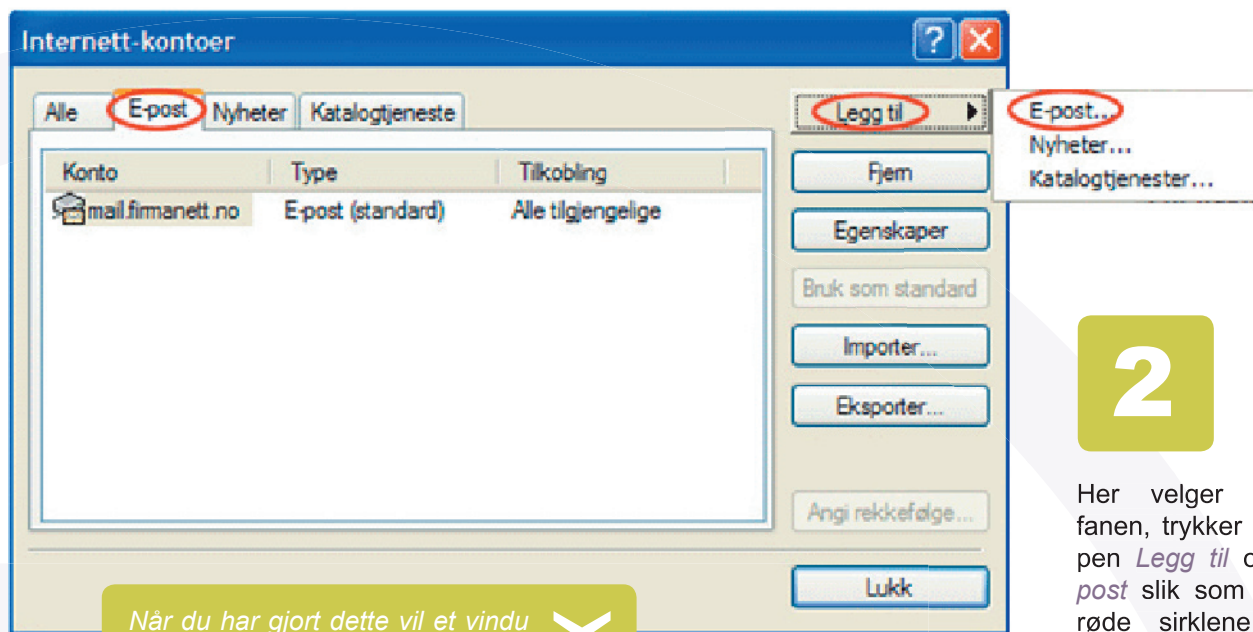 Internett-kontoer
Alle E-post Nyheter Katalogtjeneste
Legg til
E-post...
Nyheter...
Katalogtjenester...
Konto Type Tilkobling
mail.firmanett.no E-post (standard) Alle tilgjengelige
Fjern
Egenskaper
Bruk som standard
Importer...
Eksporter...
Angi rekkefølge...
Lukk
2
Her velger
fanen, trykker
pen Legg til
post slik som
røde sirklene
Når du har gjort dette vil et vindu